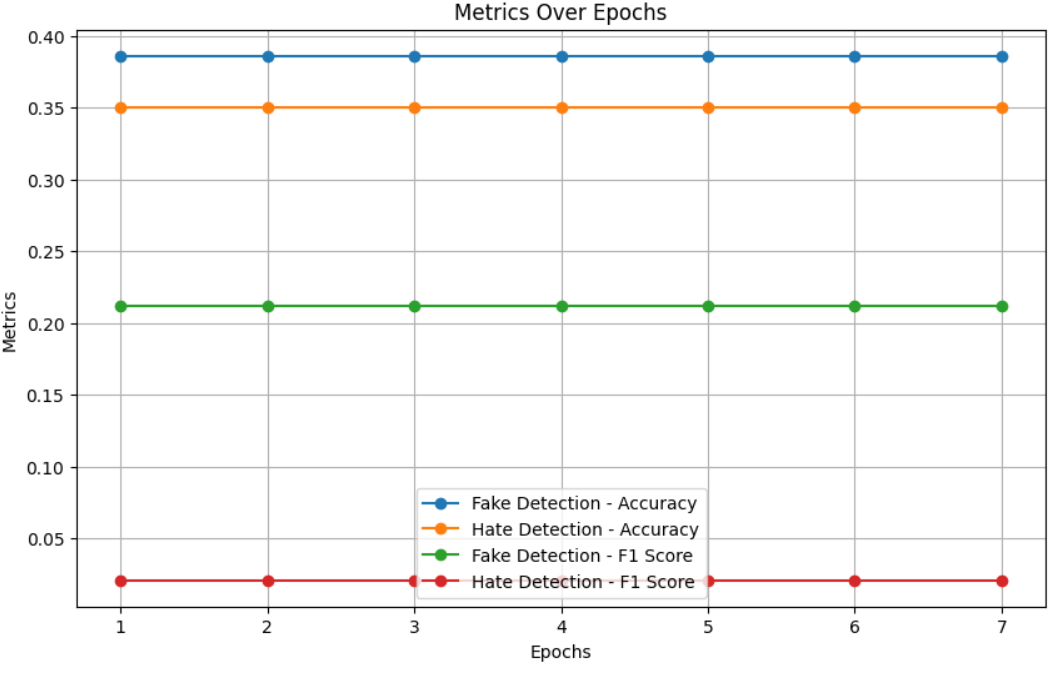 Metrics Over Epochs
0.40
0.35
0.30
0.25
0.20
0.15
0.10
0.05
Metrics
Fake Detection - Accuracy
Hate Detection - Accuracy
Fake Detection - F1 Score
Hate Detection - F1 Score
1 2 3 4 5 6 7
Epochs